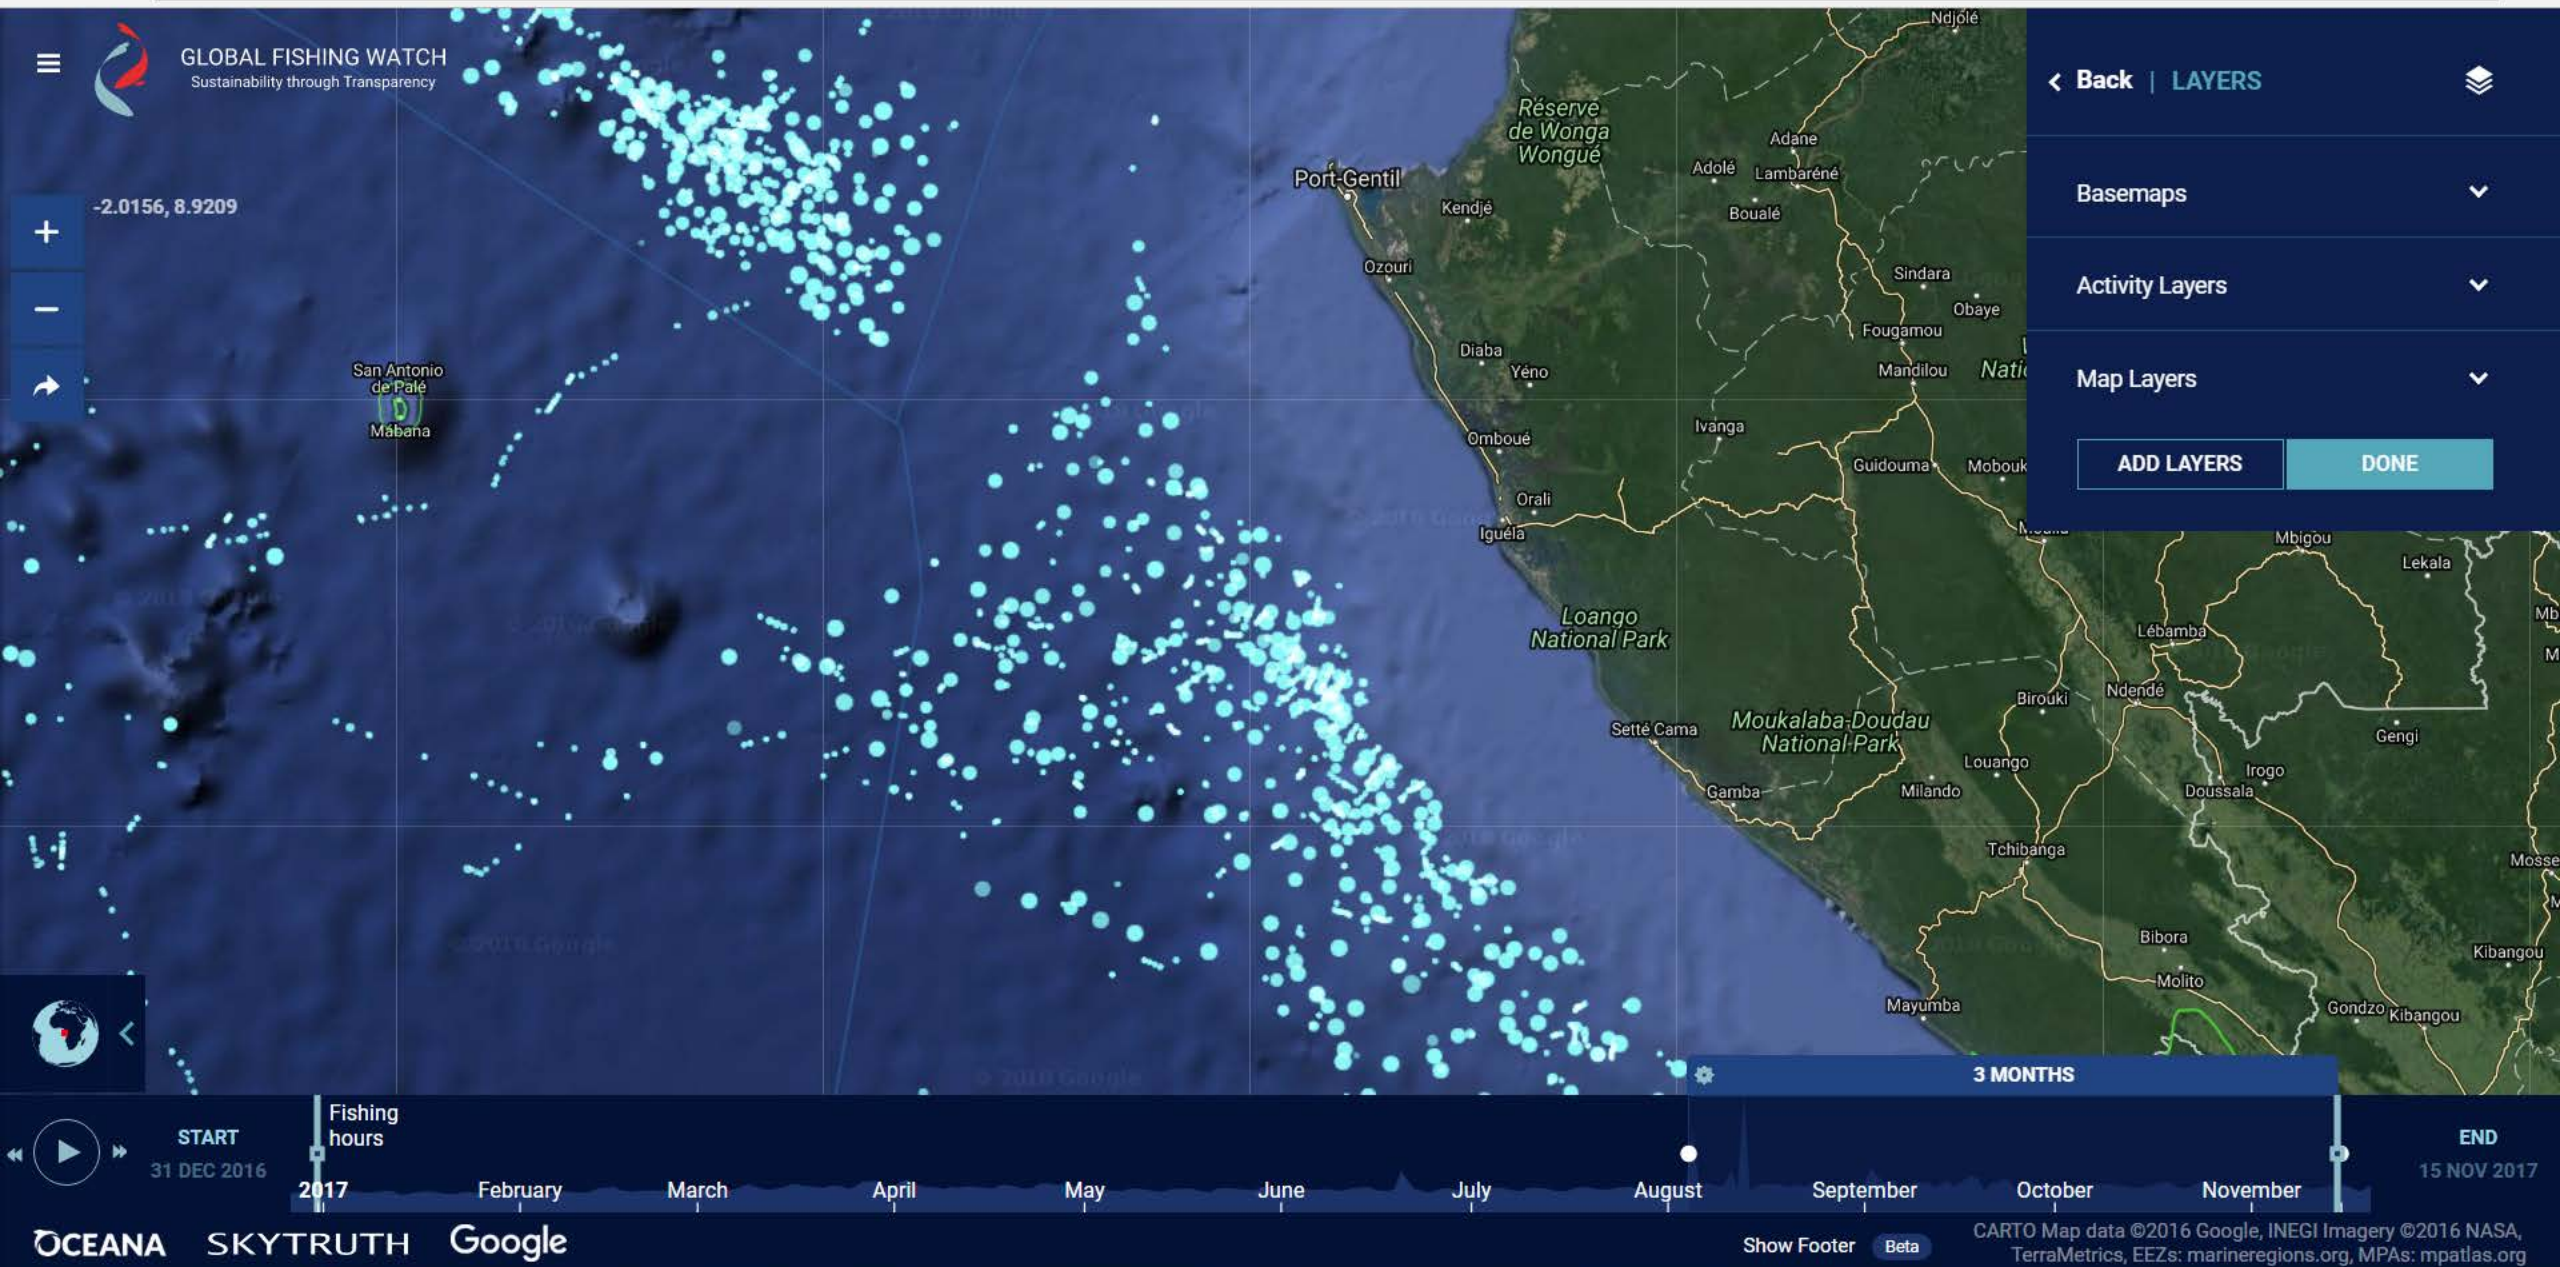 GLOBAL FISHING WATCH
Sustainability through Transparency
-2.0156, 8.9209
Back | LAYERS
Basemaps
Activity Layers
Map Layers
ADD LAYERS
DONE
Ndjolé
Réserve
de Wonga
Wongué
Adane
Adolé
Lambaréné
Boualé
Port-Gentil
Kendjé
Ozouri
Sindara
Obaye
Fougamou
Diaba
Yéno
Mandilou
San Antonio
de Palé
Mábana
Ivanga
Omboué
Guidouma
Orali
Iguéla
Mbigou
Lekala
Loango
National Park
Lébamba
Ndendé
Birouki
Setté Cama
Moukalaba-Doudau
National Park
Gengi
Louango
Irogo
Gamba
Milando
Doussala
Tchibanga
Bibora
Kibangou
Molito
Mayumba
Gondzo
Kibangou
3 MONTHS
Fishing
hours
START
31 DEC 2016
END
15 NOV 2017
2017 February March April May June July August September October November
OCEANA SKYTRUTH Google
Show Footer Beta
CARTO Map data ©2016 Google, INEGI Imagery ©2016 NASA,
TerraMetrics, EEZs: marineregions.org, MPAs: mpatlas.org